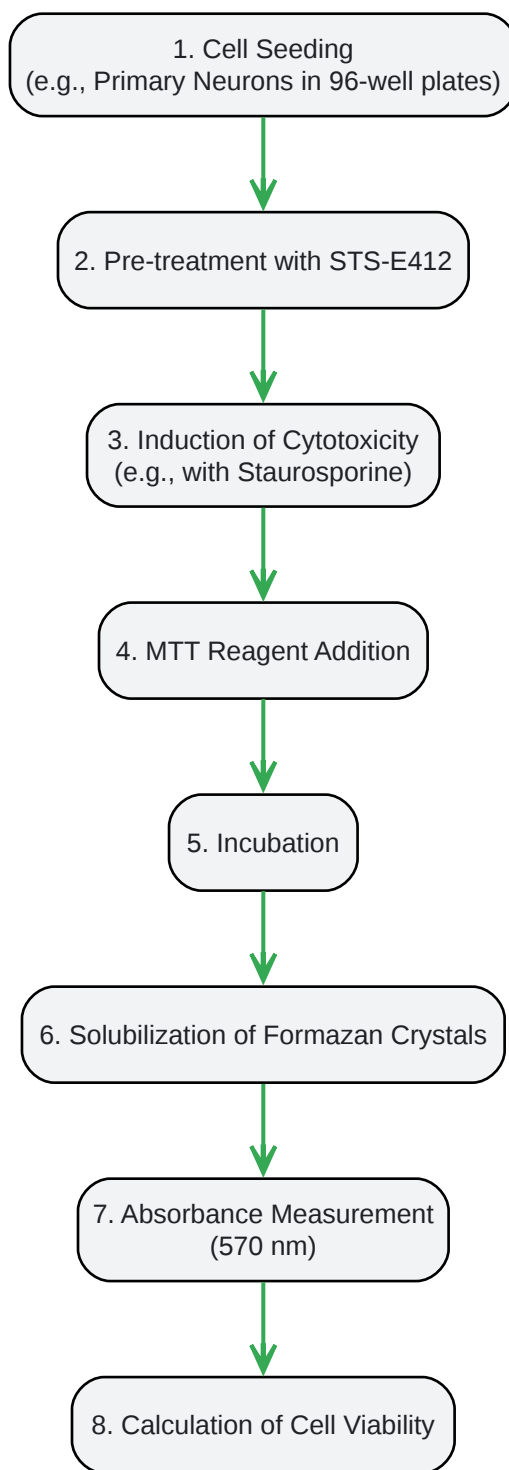 1. Cell Seeding
(e.g., Primary Neurons in 96-well plates)
2. Pre-treatment with STS-E412
3. Induction of Cytotoxicity
(e.g., with Staurosporine)
4. MTT Reagent Addition
5. Incubation
6. Solubilization of Formazan Crystals
7. Absorbance Measurement
(570 nm)
8. Calculation of Cell Viability